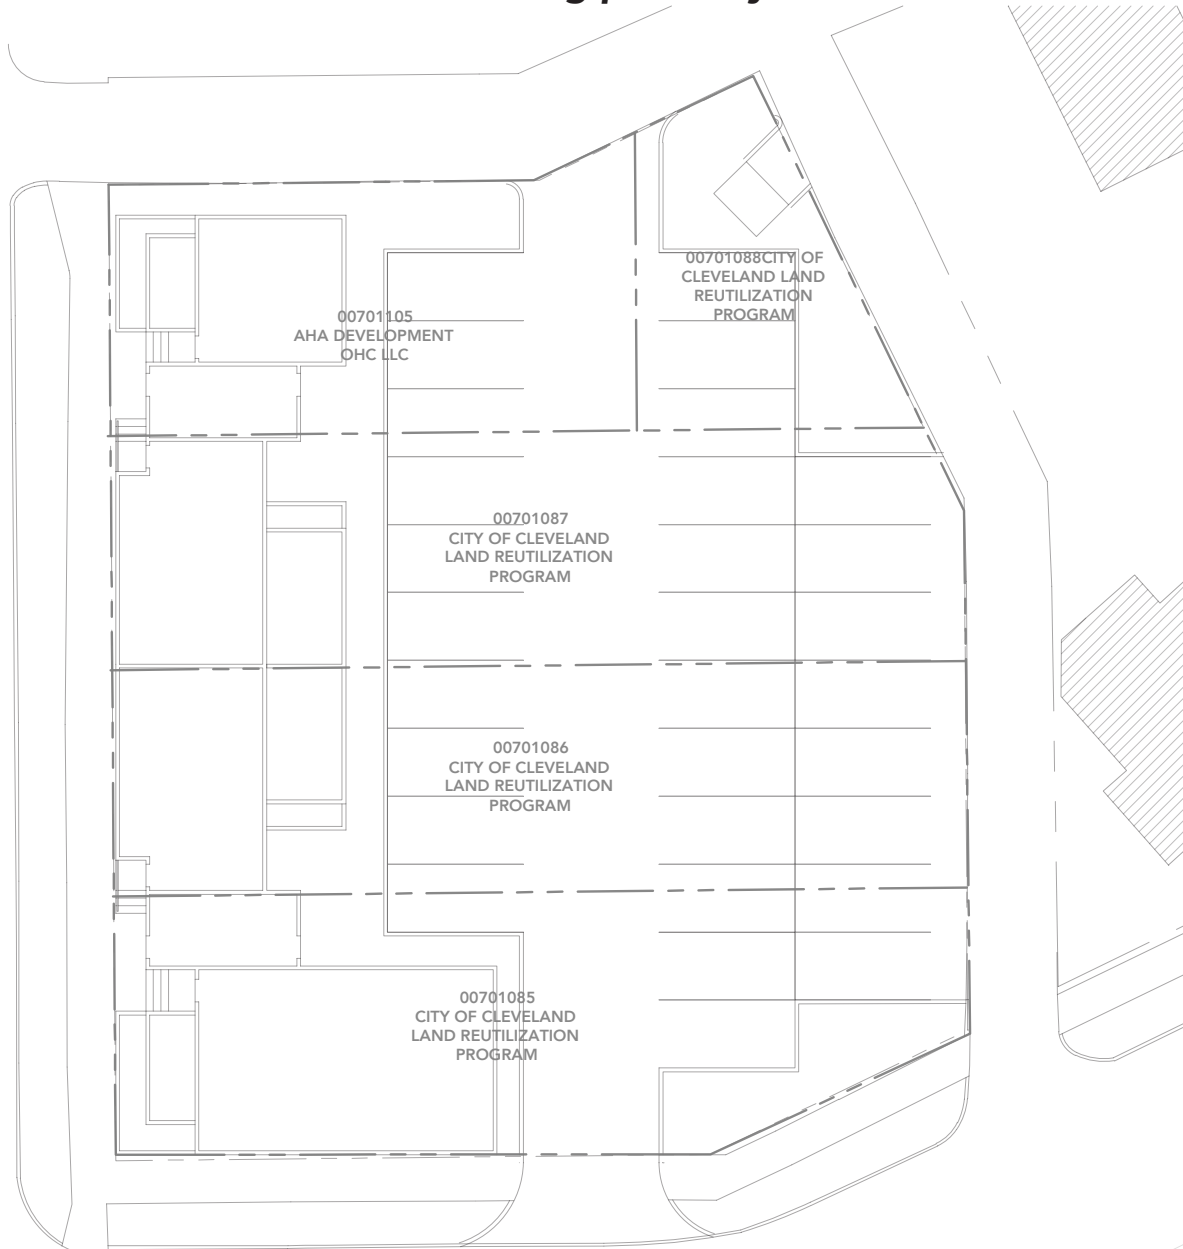 00701088CITY OF
CLEVELAND LAND
REUTILIZATION
PROGRAM
00701105
AHA DEVELOPMENT
OHC LLC
00701087
CITY OF CLEVELAND
LAND REUTILIZATION
PROGRAM
00701086
CITY OF CLEVELAND
LAND REUTILIZATION
PROGRAM
00701085
CITY OF CLEVELAND
LAND REUTILIZATION
PROGRAM